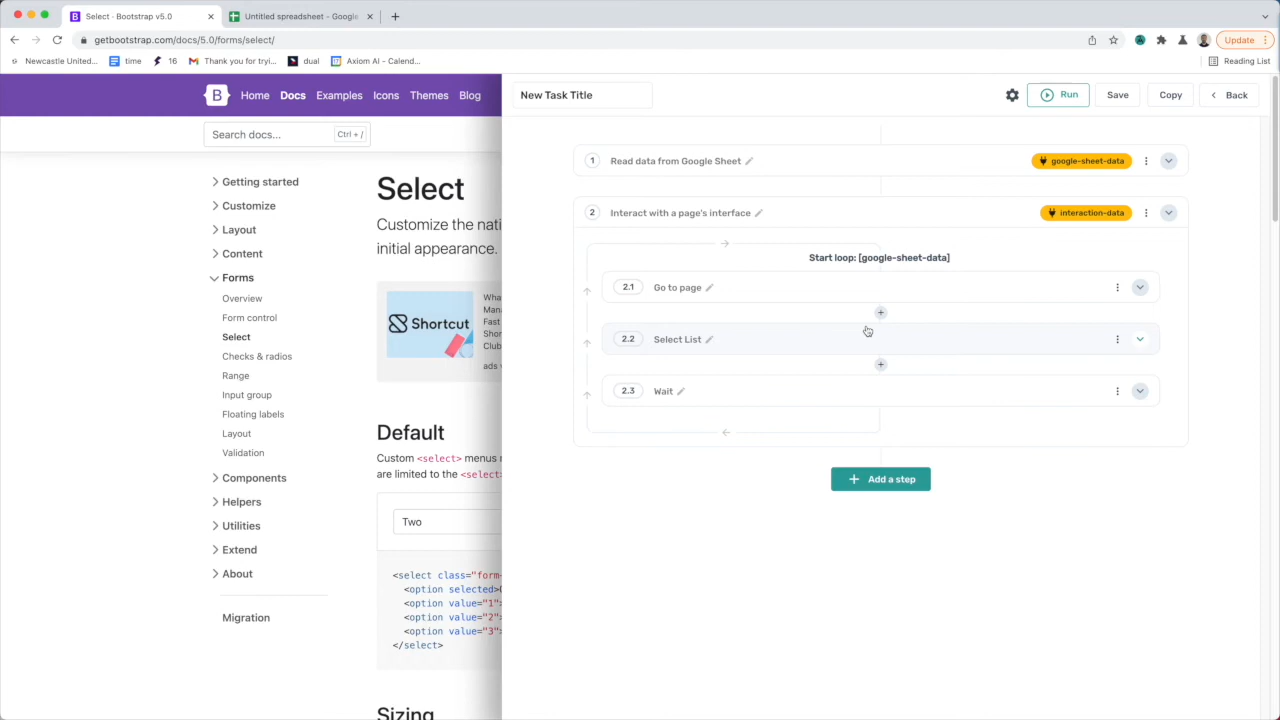 Select · Bootstrap v5.0
Untitled spreadsheet - Google
getbootstrap.com/docs/5.0/forms/select/
Update
Newcastle United...
time
16
Thank you for tryi...
dual
Axiom AI - Calend...
Reading List
B
Home
Docs
Examples
Icons
Themes
Blog
New Task Title
Run
Save
Copy
Back
Search docs...
Ctrl + /
Getting started
Customize
Layout
Content
Forms
Overview
Form control
Select
Checks & radios
Range
Input group
Floating labels
Layout
Validation
Components
Helpers
Utilities
Extend
About
Migration
Select
Customize the nati
initial appearance.
Shortcut
Wha
Man
Fast
Shor
Club
ads
Default
Custom <select> menus
are limited to the <select>
Two
<select class="form-
<option selected>
<option value="1">
<option value="2">
<option value="3">
</select>
Sizing
1
Read data from Google Sheet
google-sheet-data
2
Interact with a page's interface
interaction-data
Start loop: [google-sheet-data]
2.1
Go to page
2.2
Select List
2.3
Wait
Add a step